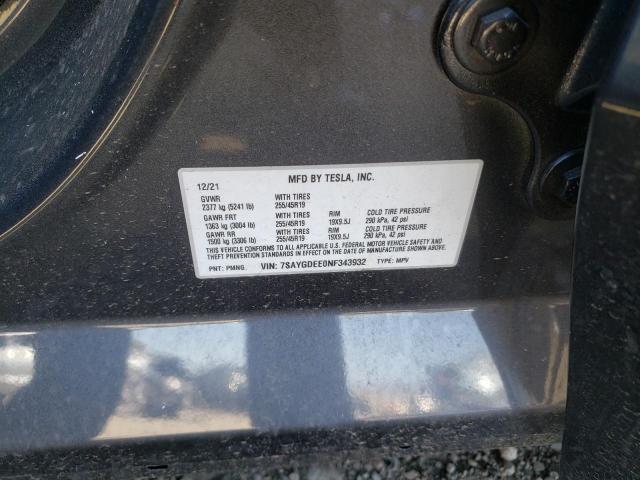 MFD BY TESLA, INC.
12/21
GVWR WITH TIRES
2377 kg (5241 lb) 255/45R19
GAWR FRT WITH TIRES RIM COLD TIRE PRESSURE
1363 kg (3004 lb) 255/45R19 19X9.5J 290 kPa, 42 psi
GAWR RR WITH TIRES RIM COLD TIRE PRESSURE
1500 kg (3306 lb) 255/45R19 19X9.5J 290 kPa, 42 psi
THIS VEHICLE CONFORMS TO ALL APPLICABLE U.S. FEDERAL MOTOR VEHICLE SAFETY AND
THEFT PREVENTION STANDARDS IN EFFECT ON THE DATE OF MANUFACTURE SHOWN ABOVE.
PNT: PMNG. VIN: 7SAYGDEE0NF343932 TYPE: MPV